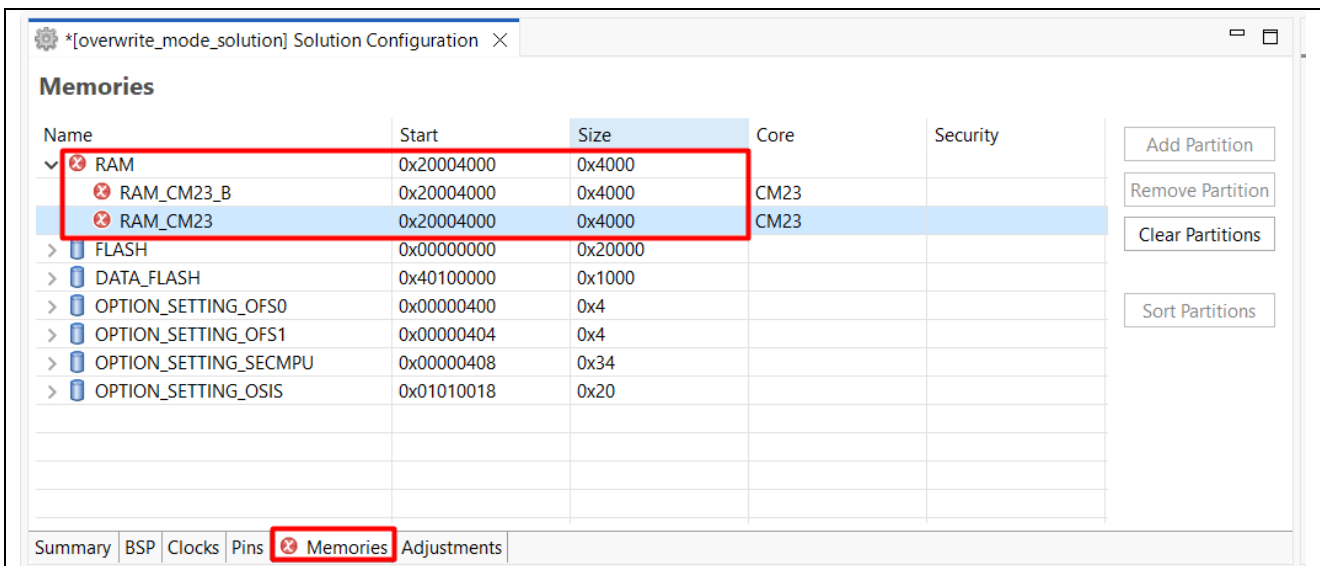 *[overwrite_mode_solution] Solution Configuration
Memories
Name Start Size Core Security
RAM 0x20004000 0x4000
RAM_CM23_B 0x20004000 0x4000 CM23
RAM_CM23 0x20004000 0x4000 CM23
FLASH 0x00000000 0x20000
DATA_FLASH 0x40100000 0x1000
OPTION_SETTING_OFS0 0x00000400 0x4
OPTION_SETTING_OFS1 0x00000404 0x4
OPTION_SETTING_SECMPU 0x00000408 0x34
OPTION_SETTING_OSIS 0x01010018 0x20
Add Partition
Remove Partition
Clear Partitions
Sort Partitions
Summary BSP Clocks Pins Memories Adjustments